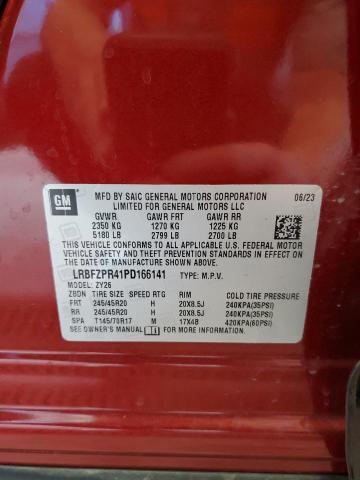 GM
MFD BY SAIC GENERAL MOTORS CORPORATION 06/23
LIMITED FOR GENERAL MOTORS LLC
GVWR GAWR FRT GAWR RR
2350 KG 1270 KG 1225 KG
5180 LB 2799 LB 2700 LB
THIS VEHICLE CONFORMS TO ALL APPLICABLE U.S. FEDERAL MOTOR
VEHICLE SAFETY, BUMPER, AND THEFT PREVENTION STANDARDS IN EFFECT ON THE
DATE OF MANUFACTURE SHOWN ABOVE.
LRBFZPR41PD166141 TYPE: M.P.V.
MODEL: ZY26
ZBDN TIRE SIZE SPEED RTG RIM COLD TIRE PRESSURE
FRT 245/45R20 H 20X8.5J 240KPA(35PSI)
RR 245/45R20 H 20X8.5J 240KPA(35PSI)
SPA T145/70R17 M 17X4B 420KPA(60PSI)
SEE OWNER'S MANUAL FOR MORE INFORMATION.